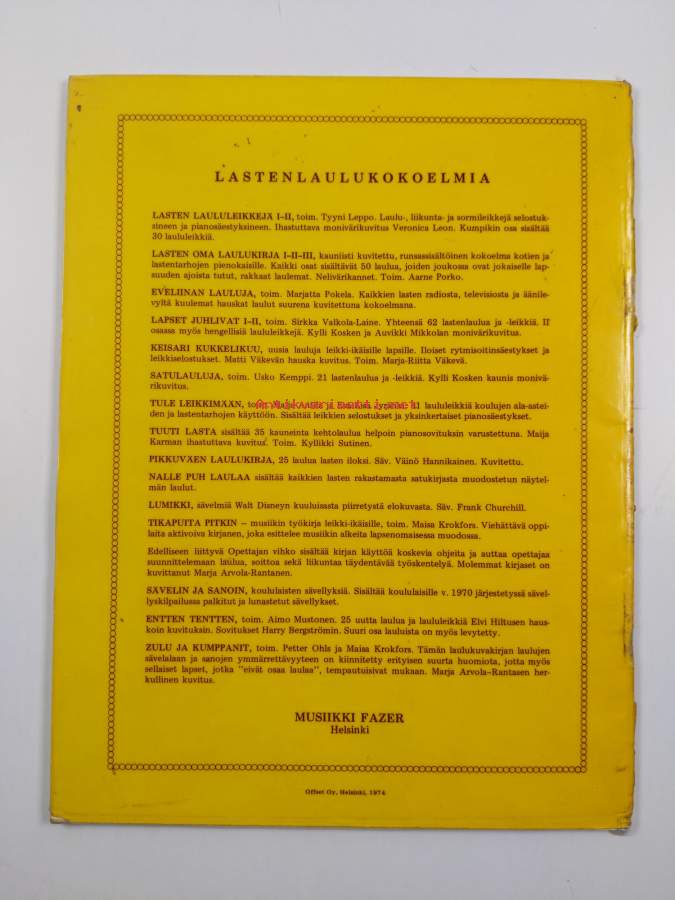 LASTENLAULUKOKOELMIA
LASTEN LAULULEIKKEJÄ I–II, toim. Tyyni Leppo. Laulu-, liikunta- ja sormileikkejä selostuk-
sineen ja pianosäestyksineen. Ihastuttava monivärikuvitus Veronica Leon. Kumpikin osa sisältää
30 laululeikkiä.
LASTEN OMA LAULUKIRJA I–II–III, kauniisti kuvitettu, runsassisältöinen kokoelma kotien ja
lastentarhojen pienokaisille. Kaikki osat sisältävät 50 laulua, joiden joukossa ovat jokaiselle lap-
suuden ajoista tutut, rakkaat laulemat. Nelivärikannet. Toim. Aarne Porko.
EVELIINAN LAULUJA, toim. Marjatta Pokela. Kaikkien lasten radiosta, televisiosta ja äänile-
vyltä kuulemat hauskat laulut suurena kuvitettuna kokoelmana.
LAPSET JUHLIVAT I–II, toim. Sirkka Valkola-Laine. Yhteensä 62 lastenlaulua ja -leikkiä. II
osassa myös hengellisiä laululeikkejä. Kylli Kosken ja Auvikki Mikkolan monivärikuvitus.
KEISARI KUKKELIKUU, uusia lauluja leikki-ikäisille lapsille. Iloiset rytmisoitinsäestykset ja
leikkiselostukset. Matti Väkevän hauska kuvitus. Toim. Marja-Riitta Väkevä.
SATULAULUJA, toim. Usko Kemppi. 21 lastenlaulua ja -leikkiä. Kylli Kosken kaunis monivä-
rikuvitus.
TULE LEIKKIMÄÄN, 31 laululeikkiä koulujen ala-astei-
den ja lastentarhojen käyttöön. Sisältää leikkien selostukset ja yksinkertaiset pianosäestykset.
Antikvariaatti.net
TUUTI LASTA sisältää 35 kauneinta kehtolaulua helpoin pianosovituksin varustettuna. Maija
Karman ihastuttava kuvitus. Toim. Kyllikki Sutinen.
PIKKUVÄEN LAULUKIRJA, 25 laulua lasten iloksi. Säv. Väinö Hannikainen. Kuvitettu.
NALLE PUH LAULAA sisältää kaikkien lasten rakastamasta satukirjasta muodostetun näytel-
män laulut.
LUMIKKI, sävelmiä Walt Disneyn kuuluisasta piirretystä elokuvasta. Säv. Frank Churchill.
TIKAPUITA PITKIN – musiikin työkirja leikki-ikäisille, toim. Maisa Krokfors. Viehättävä oppi-
laita aktivoiva kirjanen, joka esittelee musiikin alkeita lapsenomaisessa muodossa.
Edelliseen liittyvä Opettajan vihko sisältää kirjan käyttöä koskevia ohjeita ja auttaa opettajaa
suunnittelemaan laulua, soittoa sekä liikuntaa täydentävää työskentelyä. Molemmat kirjaset on
kuvittanut Marja Arvola-Rantanen.
SÄVELIN JA SANOIN, koululaisten sävellyksiä. Sisältää koululaisille v. 1970 järjestetyssä sävel-
lyskilpailussa palkitut ja lunastetut sävellykset.
ENTTEN TENTTEN, toim. Aimo Mustonen. 25 uutta laulua ja laululeikkiä Elvi Hiltusen haus-
koin kuvituksin. Sovitukset Harry Bergströmin. Suuri osa lauluista on myös levytetty.
ZULU JA KUMPPANIT, toim. Petter Ohls ja Maisa Krokfors. Tämän laulukuvakirjan laulujen
sävelalaan ja sanojen ymmärrettävyyteen on kiinnitetty erityisen suurta huomiota, jotta myös
sellaiset lapset, jotka "eivät osaa laulaa", tempautuisivat mukaan. Marja Arvola–Rantasen her-
kullinen kuvitus.
MUSIIKKI FAZER
Helsinki
Offset Oy, Helsinki, 1974